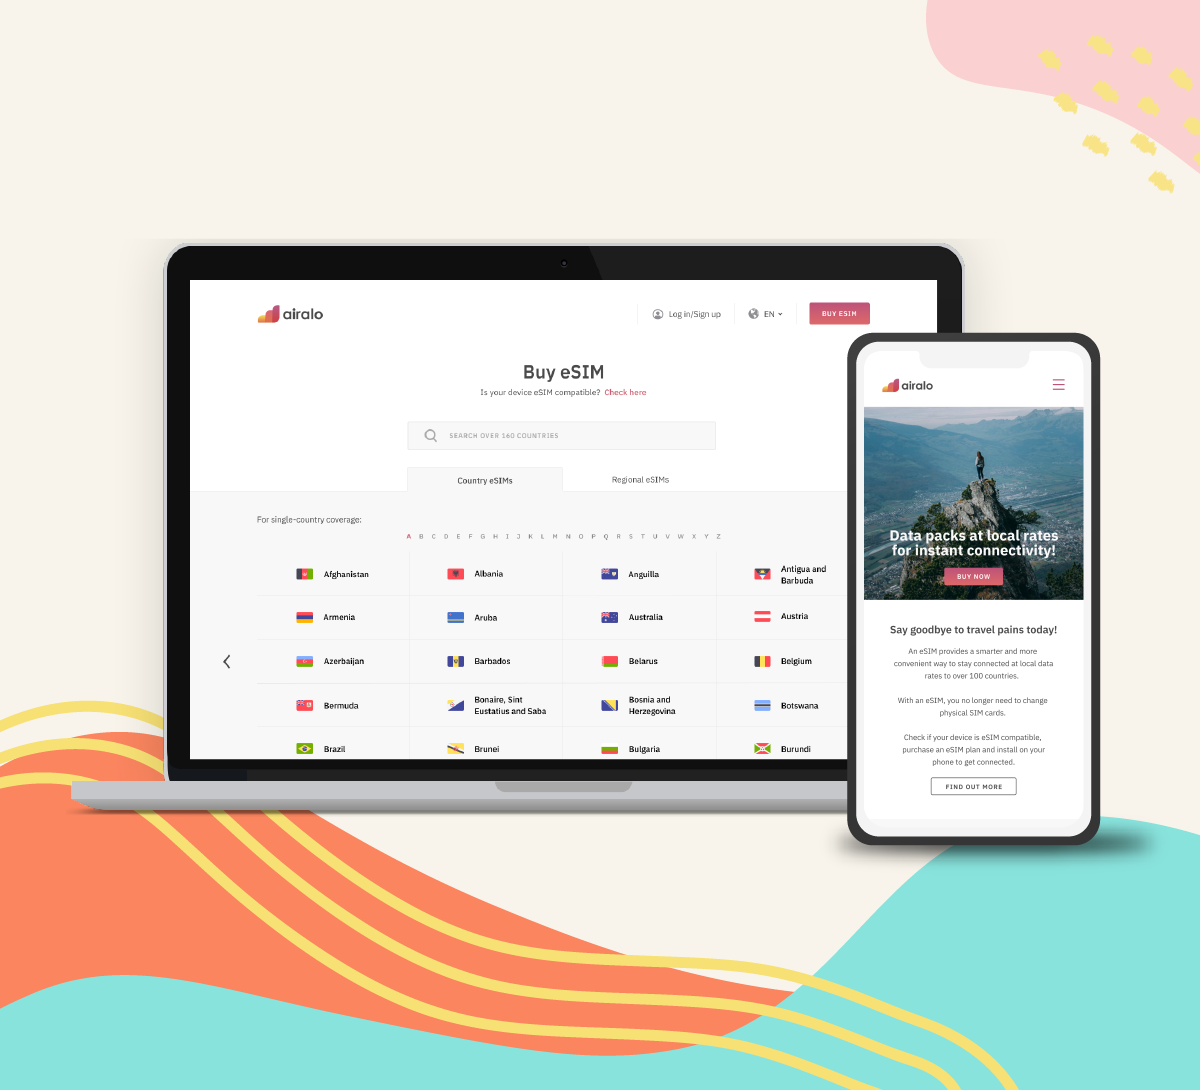 airalo
Log in/Sign up
EN
BUY ESIM
Buy eSIM
Is your device eSIM compatible? Check here
SEARCH OVER 160 COUNTRIES
Country eSIMs
Regional eSIMs
For single-country coverage:
A B C D E F G H I J K L M N O P Q R S T U V W X Y Z
Afghanistan
Albania
Anguilla
Antigua and
Barbuda
Armenia
Aruba
Australia
Austria
Azerbaijan
Barbados
Belarus
Belgium
Bermuda
Bonaire, Sint
Eustatius and Saba
Bosnia and
Herzegovina
Botswana
Brazil
Brunei
Bulgaria
Burundi
airalo
Data packs at local rates
for instant connectivity!
BUY NOW
Say goodbye to travel pains today!
An eSIM provides a smarter and more
convenient way to stay connected at local data
rates to over 100 countries.
With an eSIM, you no longer need to change
physical SIM cards.
Check if your device is eSIM compatible,
purchase an eSIM plan and install on your
phone to get connected.
FIND OUT MORE